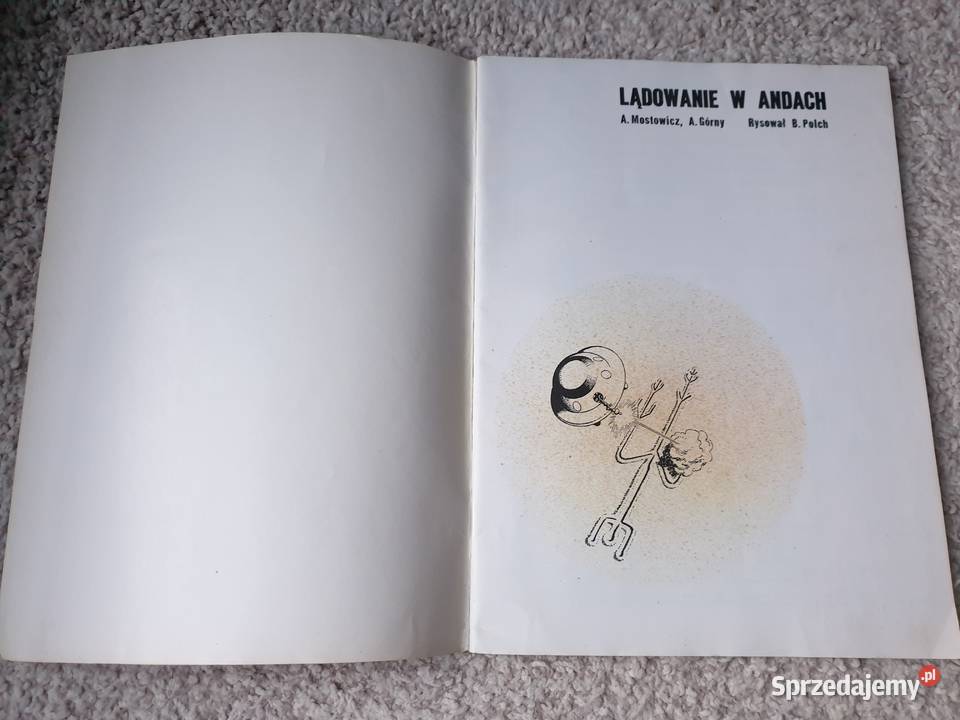 LĄDOWANIE W ANDACH
A. Mostowicz, A. Górny Rysował B. Polch
Sprzedajemy.pl